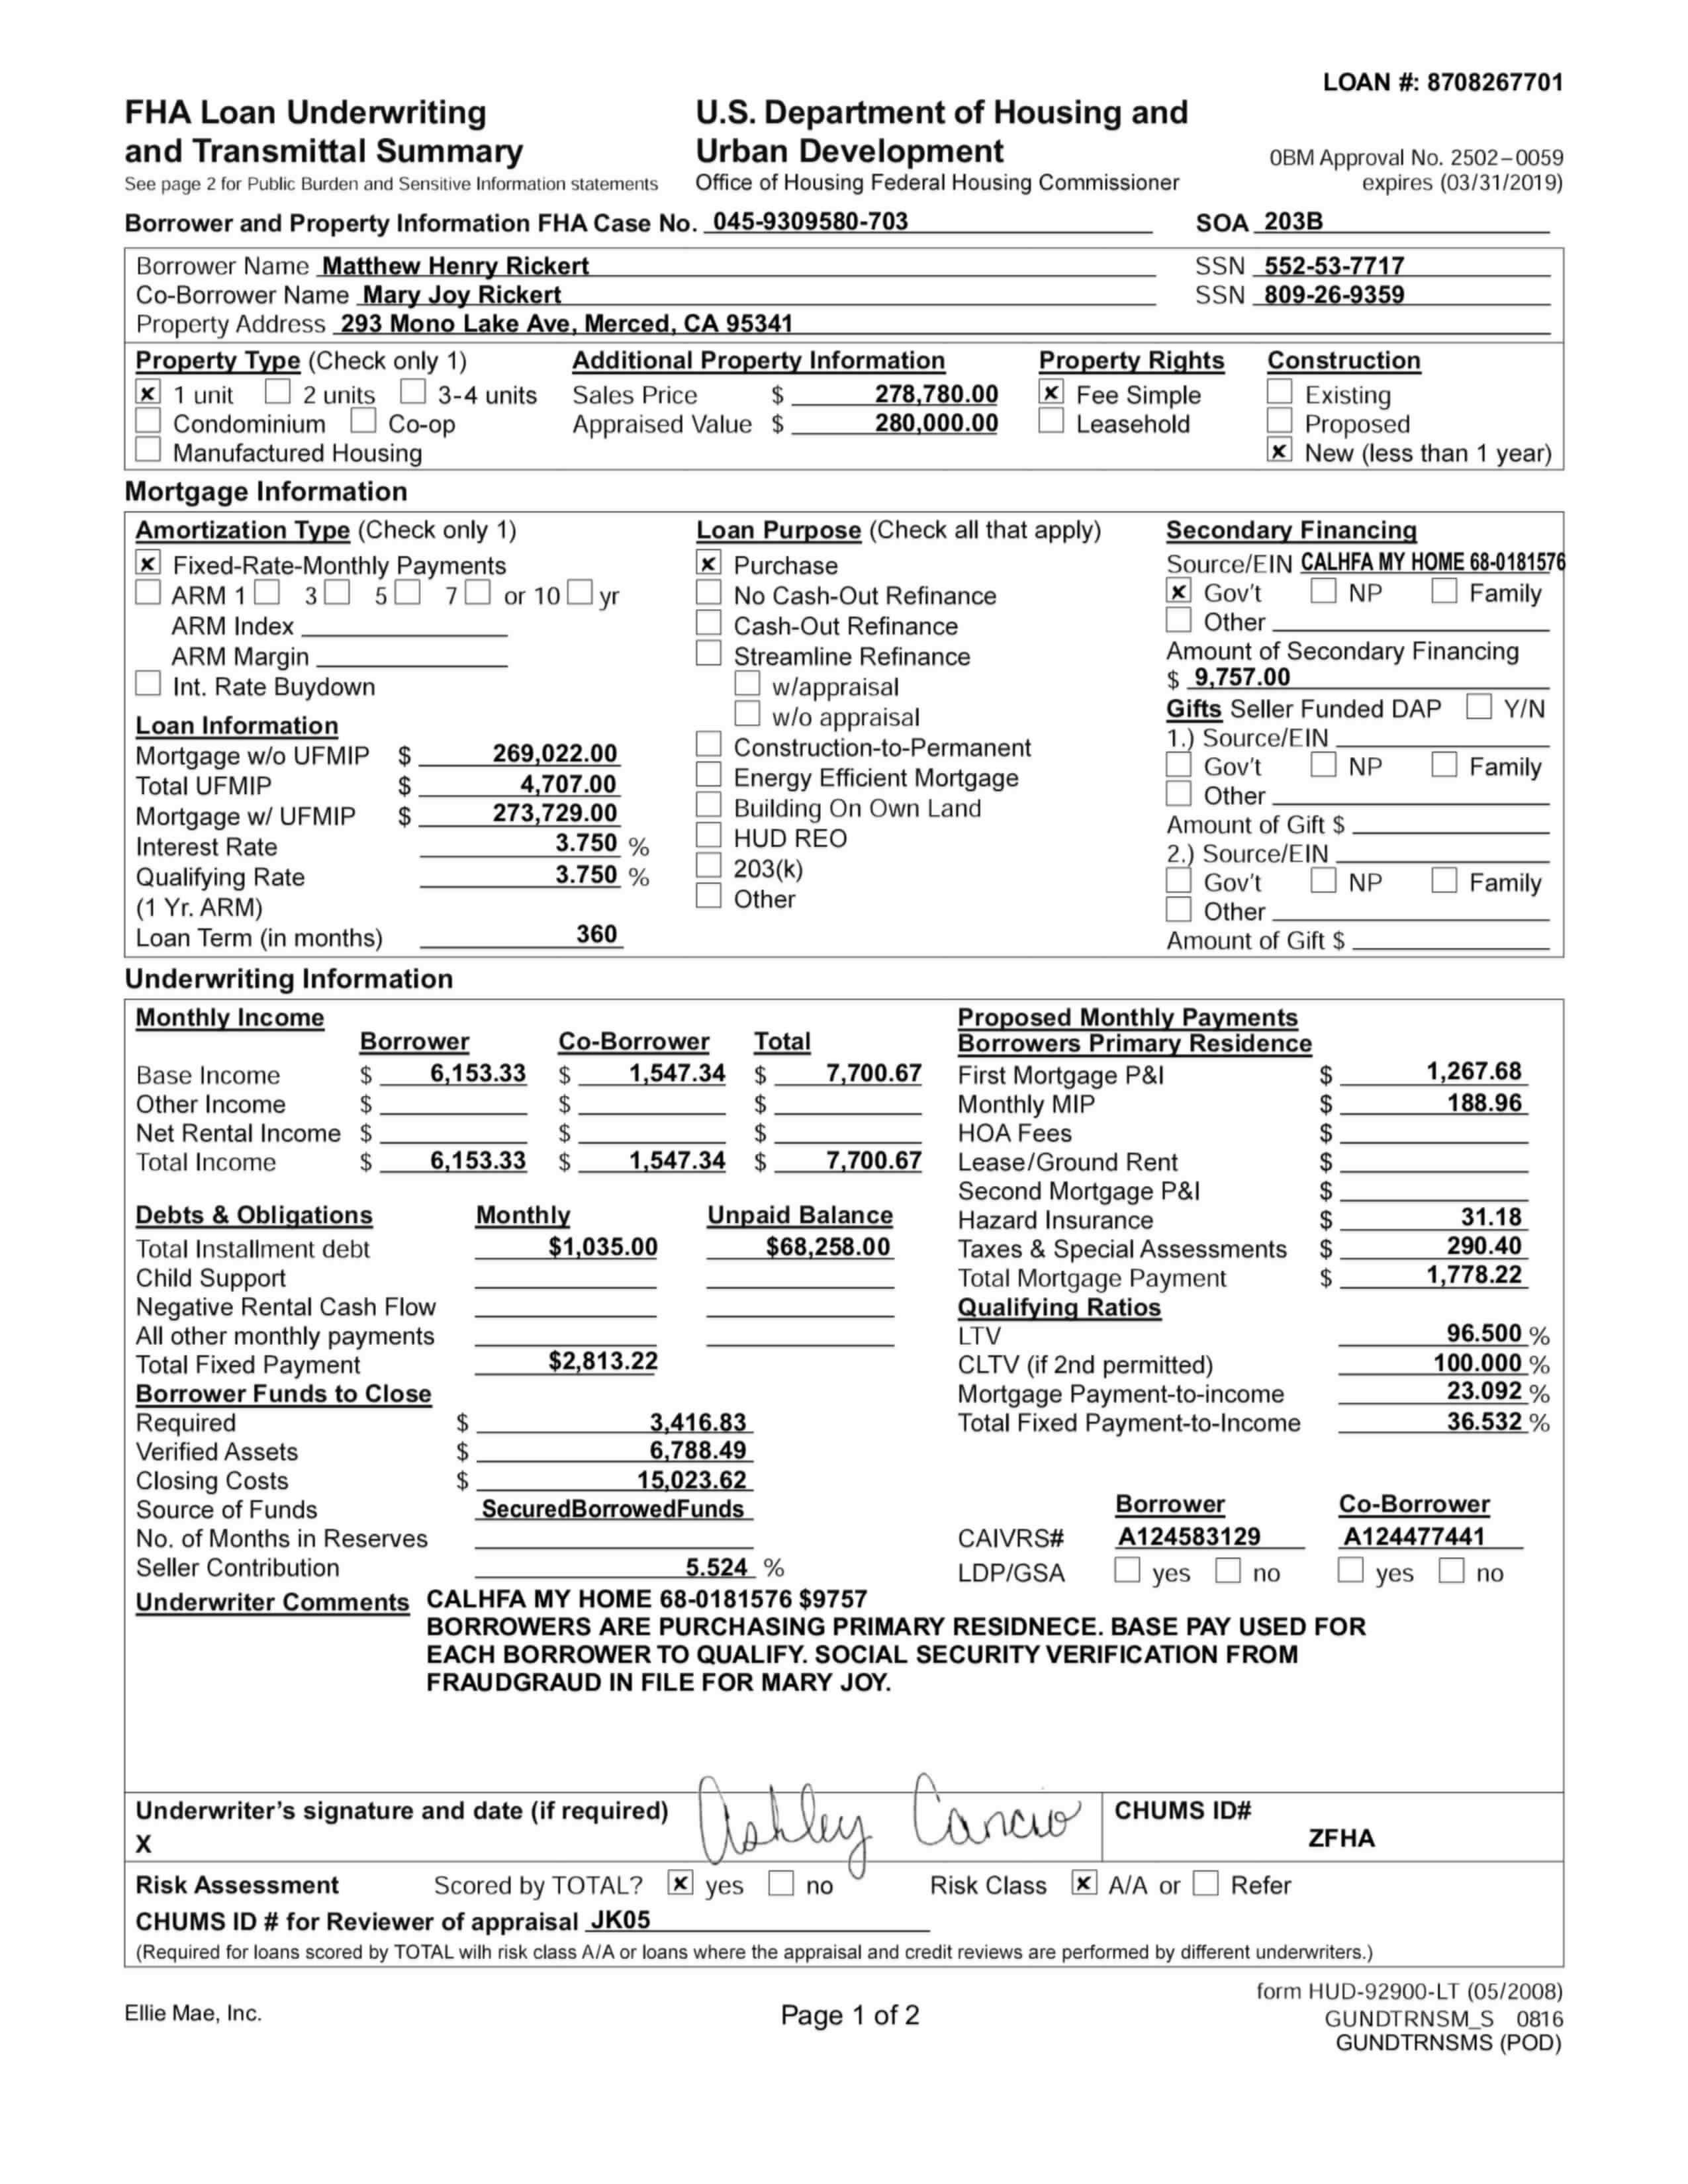 LOAN #: 8708267701
FHA Loan Underwriting
and Transmittal Summary
See page 2 for Public Burden and Sensitive Information statements
U.S. Department of Housing and
Urban Development
Office of Housing Federal Housing Commissioner
0BM Approval No. 2502–0059
expires (03/31/2019)
Borrower and Property Information FHA Case No. 045-9309580-703 SOA 203B
Borrower Name Matthew Henry Rickert SSN 552-53-7717
Co-Borrower Name Mary Joy Rickert SSN 809-26-9359
Property Address 293 Mono Lake Ave, Merced, CA 95341
Property Type (Check only 1)
x 1 unit 2 units 3-4 units
Condominium Co-op
Manufactured Housing
Additional Property Information
Sales Price $ 278,780.00
Appraised Value $ 280,000.00
Property Rights
x Fee Simple
Leasehold
Construction
Existing
Proposed
x New (less than 1 year)
Mortgage Information
Amortization Type (Check only 1)
x Fixed-Rate-Monthly Payments
ARM 1 3 5 7 or 10 yr
ARM Index
ARM Margin
Int. Rate Buydown
Loan Information
Mortgage w/o UFMIP $ 269,022.00
Total UFMIP $ 4,707.00
Mortgage w/ UFMIP $ 273,729.00
Interest Rate 3.750 %
Qualifying Rate 3.750 %
(1 Yr. ARM)
Loan Term (in months) 360
Loan Purpose (Check all that apply)
x Purchase
No Cash-Out Refinance
Cash-Out Refinance
Streamline Refinance
w/appraisal
w/o appraisal
Construction-to-Permanent
Energy Efficient Mortgage
Building On Own Land
HUD REO
203(k)
Other
Secondary Financing
Source/EIN CALHFA MY HOME 68-0181576
x Gov't NP Family
Other
Amount of Secondary Financing
$ 9,757.00
Gifts Seller Funded DAP Y/N
1.) Source/EIN
Gov't NP Family
Other
Amount of Gift $
2.) Source/EIN
Gov't NP Family
Other
Amount of Gift $
Underwriting Information
Monthly Income
Borrower Co-Borrower Total
Base Income $ 6,153.33 $ 1,547.34 $ 7,700.67
Other Income $ $ $
Net Rental Income $ $ $
Total Income $ 6,153.33 $ 1,547.34 $ 7,700.67
Debts & Obligations Monthly Unpaid Balance
Total Installment debt $1,035.00 $68,258.00
Child Support
Negative Rental Cash Flow
All other monthly payments
Total Fixed Payment $2,813.22
Borrower Funds to Close
Required $ 3,416.83
Verified Assets $ 6,788.49
Closing Costs $ 15,023.62
Source of Funds SecuredBorrowedFunds
No. of Months in Reserves
Seller Contribution 5.524 %
Proposed Monthly Payments
Borrowers Primary Residence
First Mortgage P&I $ 1,267.68
Monthly MIP $ 188.96
HOA Fees $
Lease/Ground Rent $
Second Mortgage P&I $
Hazard Insurance $ 31.18
Taxes & Special Assessments $ 290.40
Total Mortgage Payment $ 1,778.22
Qualifying Ratios
LTV 96.500 %
CLTV (if 2nd permitted) 100.000 %
Mortgage Payment-to-income 23.092 %
Total Fixed Payment-to-Income 36.532 %
Borrower Co-Borrower
CAIVRS# A124583129 A124477441
LDP/GSA yes no yes no
Underwriter Comments CALHFA MY HOME 68-0181576 $9757
BORROWERS ARE PURCHASING PRIMARY RESIDNECE. BASE PAY USED FOR
EACH BORROWER TO QUALIFY. SOCIAL SECURITY VERIFICATION FROM
FRAUDGRAUD IN FILE FOR MARY JOY.
Underwriter's signature and date (if required)
X
Ashley Cancio
CHUMS ID#
ZFHA
Risk Assessment Scored by TOTAL? x yes no Risk Class x A/A or Refer
CHUMS ID # for Reviewer of appraisal JK05
(Required for loans scored by TOTAL wilh risk class A/A or loans where the appraisal and credit reviews are performed by different underwriters.)
form HUD-92900-LT (05/2008)
Ellie Mae, Inc.
Page 1 of 2
GUNDTRNSM_S 0816
GUNDTRNSMS (POD)